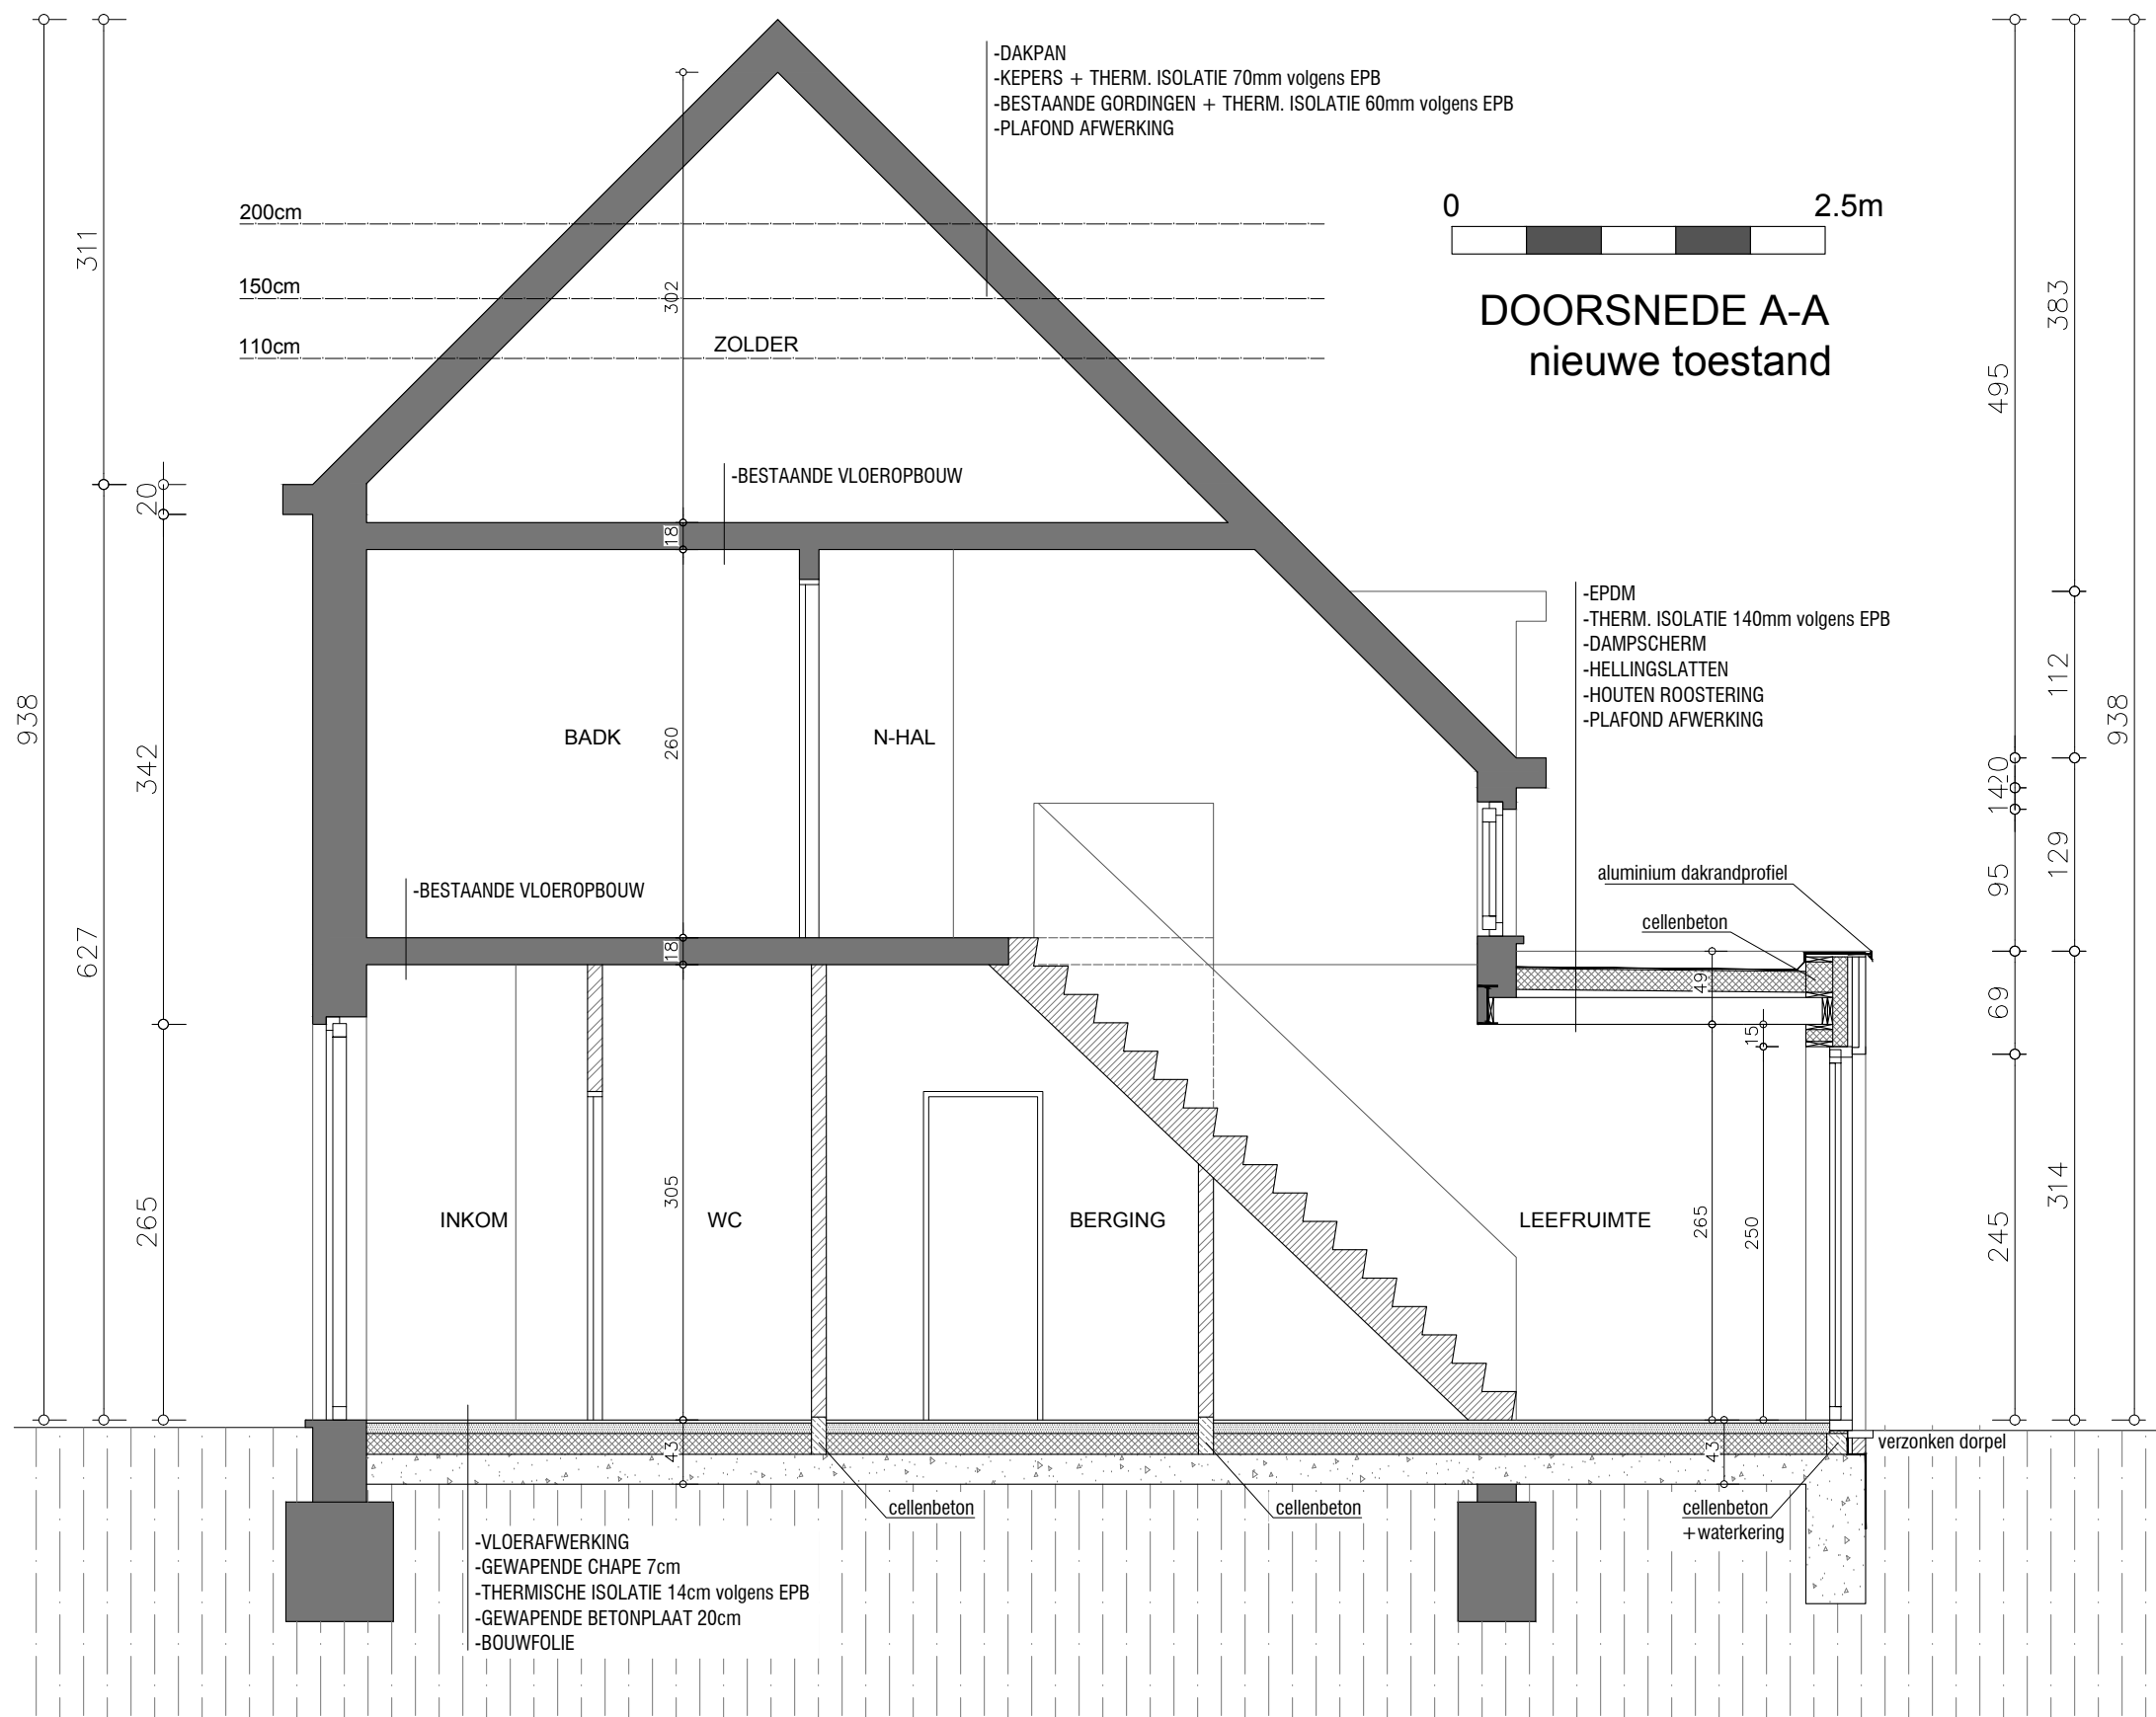 -DAKPAN
-KEPERS + THERM. ISOLATIE 70mm volgens EPB
-BESTAANDE GORDINGEN + THERM. ISOLATIE 60mm volgens EPB
-PLAFOND AFWERKING
0 2.5m
DOORSNEDE A-A
nieuwe toestand
200cm
150cm
110cm
ZOLDER
302
311
383
495
-BESTAANDE VLOEROPBOUW
20
18
-EPDM
-THERM. ISOLATIE 140mm volgens EPB
-DAMPSCHERM
-HELLINGSLATTEN
-HOUTEN ROOSTERING
-PLAFOND AFWERKING
938
627
342
BADK
260
N-HAL
112
938
20
14
129
95
aluminium dakrandprofiel
cellenbeton
-BESTAANDE VLOEROPBOUW
18
49
15
69
265
INKOM
305
WC
BERGING
LEEFRUIMTE
265
250
245
314
43
43
verzonken dorpel
cellenbeton
cellenbeton
cellenbeton
+waterkering
-VLOERAFWERKING
-GEWAPENDE CHAPE 7cm
-THERMISCHE ISOLATIE 14cm volgens EPB
-GEWAPENDE BETONPLAAT 20cm
-BOUWFOLIE